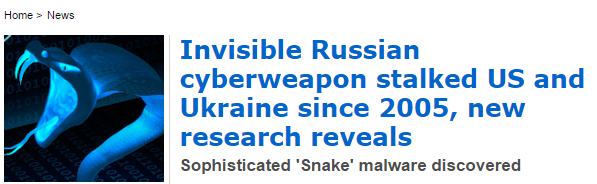 Home > News
Invisible Russian
cyberweapon stalked US and
Ukraine since 2005, new
research reveals
Sophisticated 'Snake' malware discovered